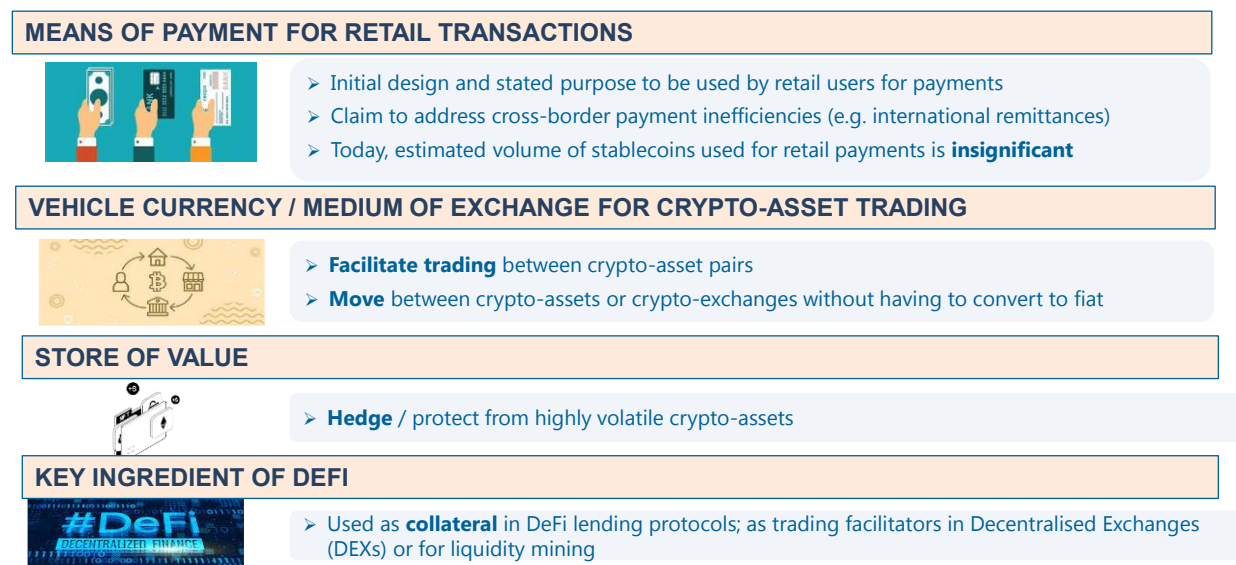 MEANS OF PAYMENT FOR RETAIL TRANSACTIONS
BANK
BANK
➢ Initial design and stated purpose to be used by retail users for payments
➢ Claim to address cross-border payment inefficiencies (e.g. international remittances)
➢ Today, estimated volume of stablecoins used for retail payments is insignificant
VEHICLE CURRENCY / MEDIUM OF EXCHANGE FOR CRYPTO-ASSET TRADING
➢ Facilitate trading between crypto-asset pairs
➢ Move between crypto-assets or crypto-exchanges without having to convert to fiat
STORE OF VALUE
➢ Hedge / protect from highly volatile crypto-assets
KEY INGREDIENT OF DEFI
#DeFi
DECENTRALIZED FINANCE
➢ Used as collateral in DeFi lending protocols; as trading facilitators in Decentralised Exchanges
(DEXs) or for liquidity mining